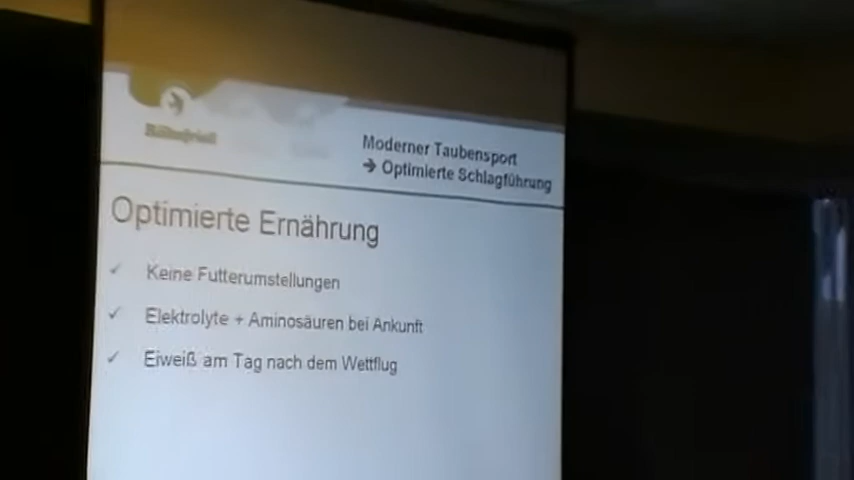 Moderner Taubensport
➔ Optimierte Schlagführung
Optimierte Ernährung
✓ Keine Futterumstellungen
✓ Elektrolyte + Aminosäuren bei Ankunft
✓ Eiweiß am Tag nach dem Wettflug